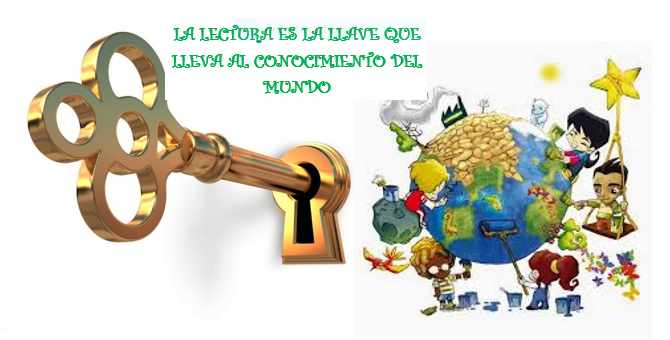 LA LECTURA ES LA LLAVE QUE
LLEVA AL CONOCIMIENTO DEL
MUNDO